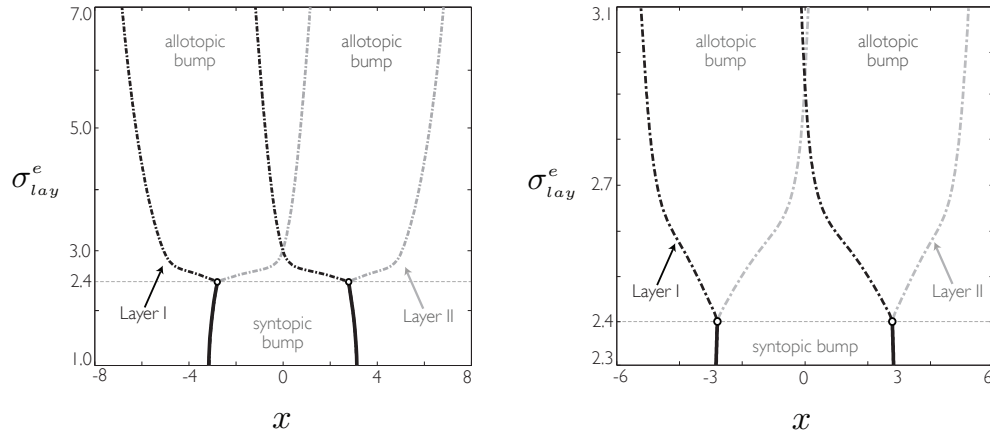 7.0
allotopic
bump
allotopic
bump
5.0
σ^e_lay
3.0
2.4
Layer I
Layer II
syntopic
bump
1.0
-8 -4 0 4 8
x
3.1
allotopic
bump
allotopic
bump
2.7
σ^e_lay
Layer I
Layer II
2.4
syntopic bump
2.3
-6 -3 0 3 6
x